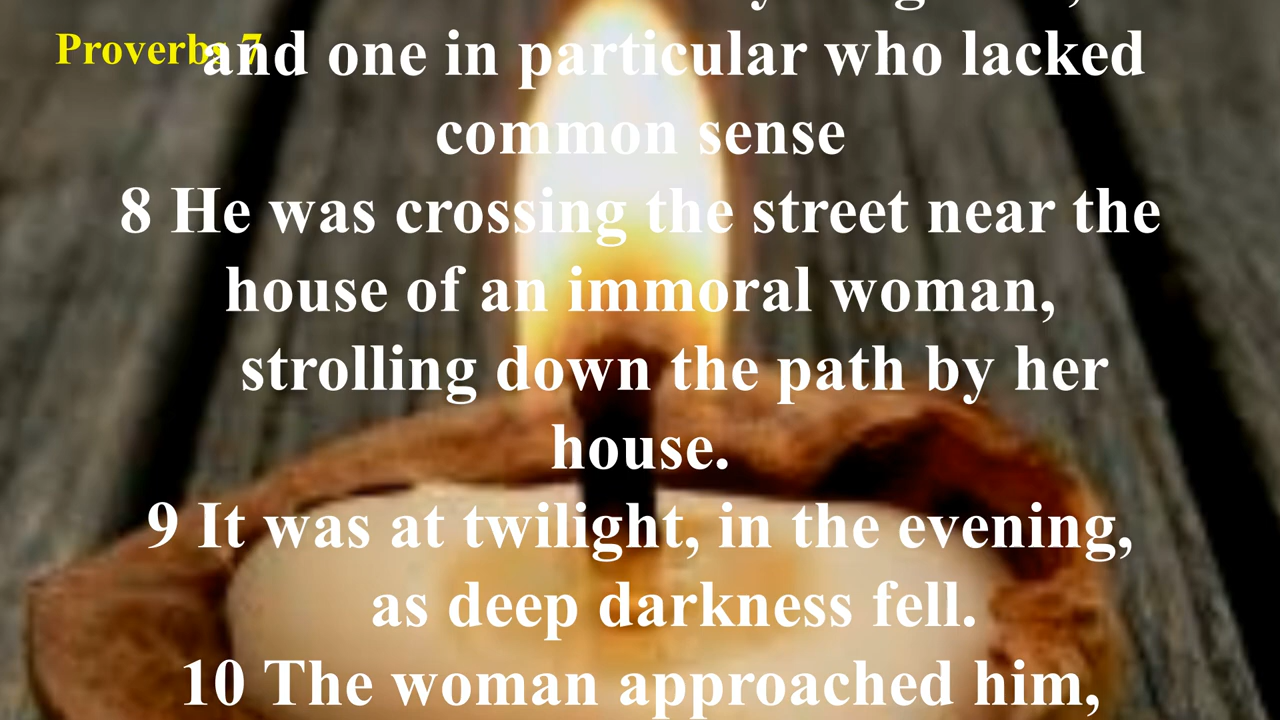 Proverbs 7
and one in particular who lacked
common sense
8 He was crossing the street near the
house of an immoral woman,
strolling down the path by her
house.
9 It was at twilight, in the evening,
as deep darkness fell.
10 The woman approached him,